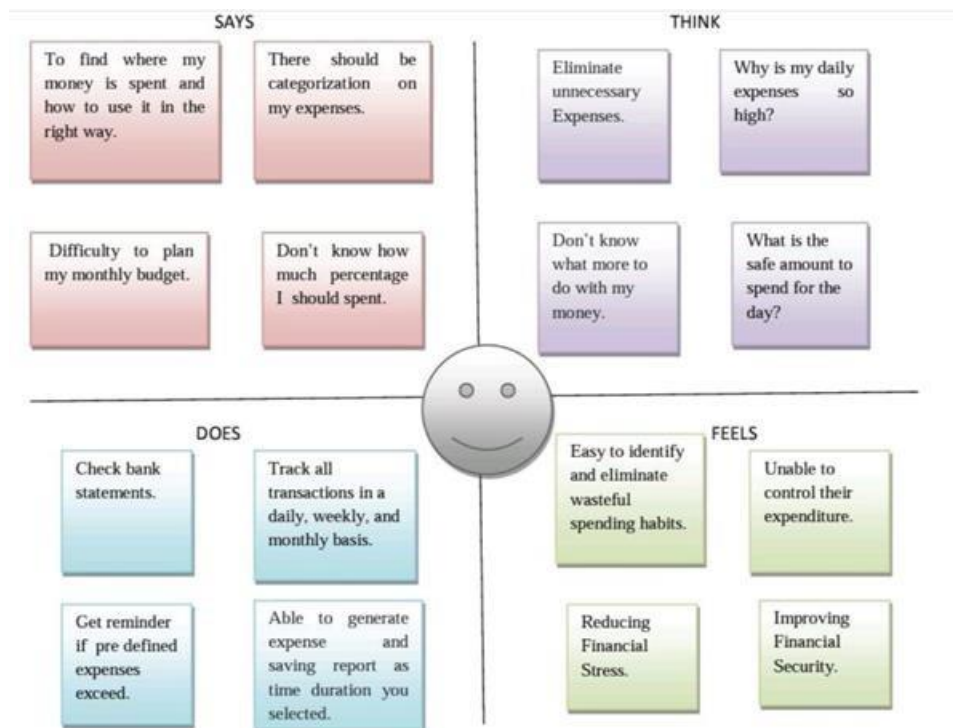 SAYS
To find where my
money is spent and
how to use it in the
right way.
There should be
categorization on
my expenses.
Difficulty to plan
my monthly budget.
Don't know how
much percentage
I should spent.
THINK
Eliminate
unnecessary
Expenses.
Why is my daily
expenses so
high?
Don't know
what more to
do with my
money.
What is the
safe amount to
spend for the
day?
DOES
Check bank
statements.
Track all
transactions in a
daily, weekly, and
monthly basis.
Get reminder
if pre defined
expenses
exceed.
Able to generate
expense and
saving report as
time duration you
selected.
FEELS
Easy to identify
and eliminate
wasteful
spending habits.
Unable to
control their
expenditure.
Reducing
Financial
Stress.
Improving
Financial
Security.